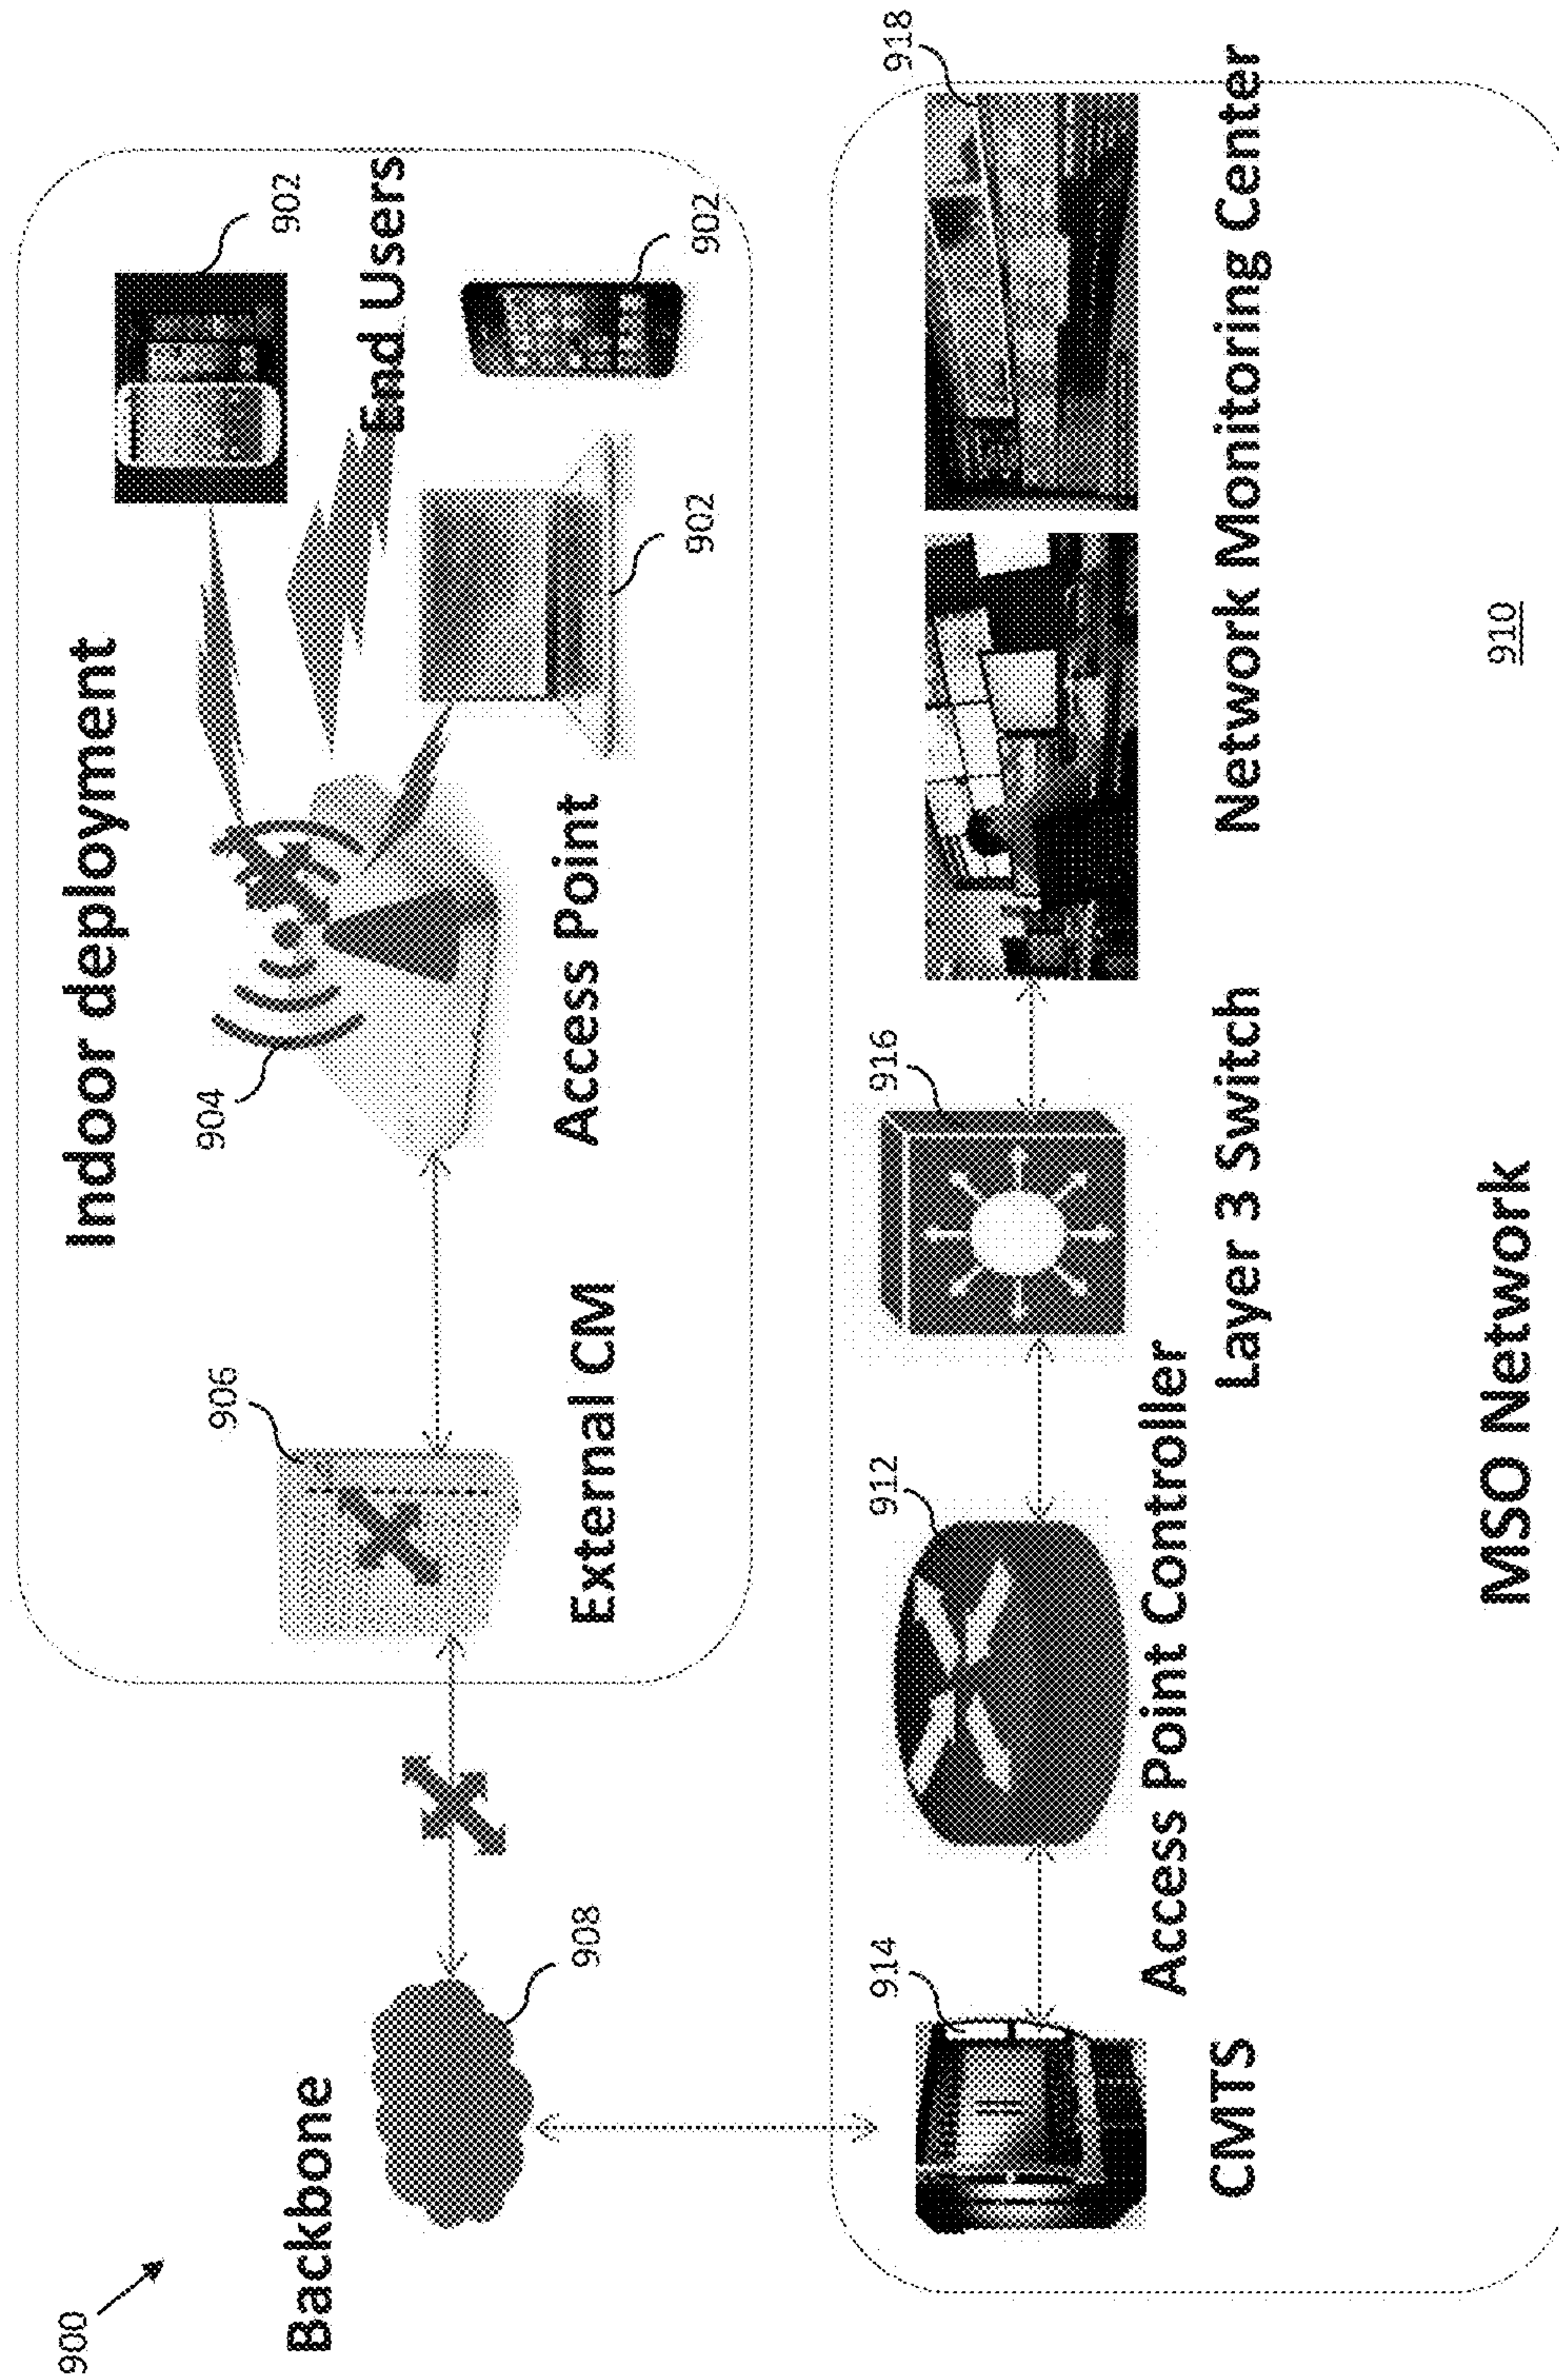 900
Backbone
908
Indoor deployment
906
External CM
904
Access Point
902
End Users
902
902
914
CMTS
912
Access Point Controller
916
Layer 3 Switch
918
Network Monitoring Center
MSO Network
910